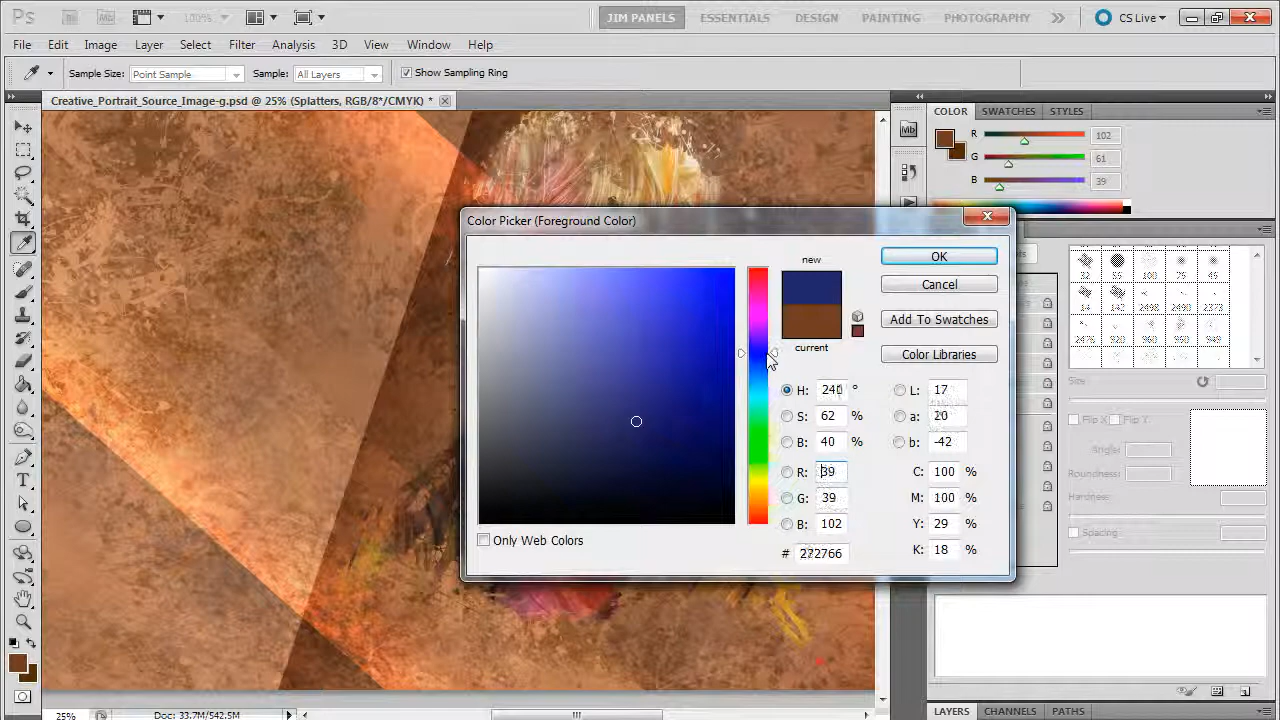 Ps Mb 100% JIM PANELS ESSENTIALS DESIGN PAINTING PHOTOGRAPHY CS Live
File Edit Image Layer Select Filter Analysis 3D View Window Help
Sample Size: Point Sample Sample: All Layers Show Sampling Ring
Creative_Portrait_Source_Image-g.psd @ 25% (Splatters, RGB/8*/CMYK) *
COLOR SWATCHES STYLES
Mb
R 102
G 61
B 39
Color Picker (Foreground Color)
new
OK
Cancel
Add To Swatches
current
Color Libraries
H: 240 ° L: 17
S: 62 % a: 20
B: 40 % b: -42
R: 39 C: 100 %
G: 39 M: 100 %
B: 102 Y: 29 %
# 272766 K: 18 %
Only Web Colors
Size
Flip X Flip Y
Angle:
Roundness:
Hardness
Spacing
25% Doc: 33.7M/542.5M
LAYERS CHANNELS PATHS